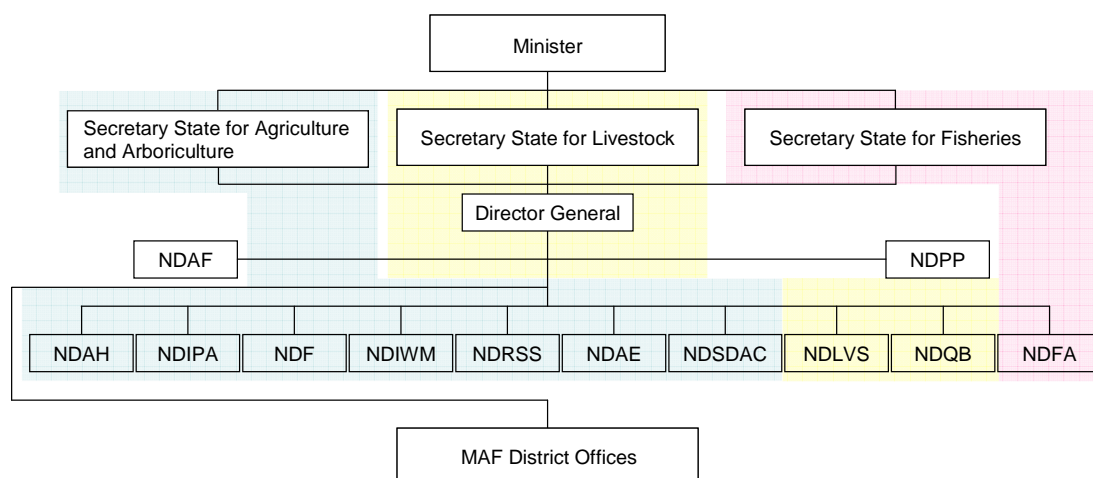 Minister
Secretary State for Agriculture
and Arboriculture
Secretary State for Livestock
Secretary State for Fisheries
Director General
NDAF
NDPP
NDAH
NDIPA
NDF
NDIWM
NDRSS
NDAE
NDSDAC
NDLVS
NDQB
NDFA
MAF District Offices